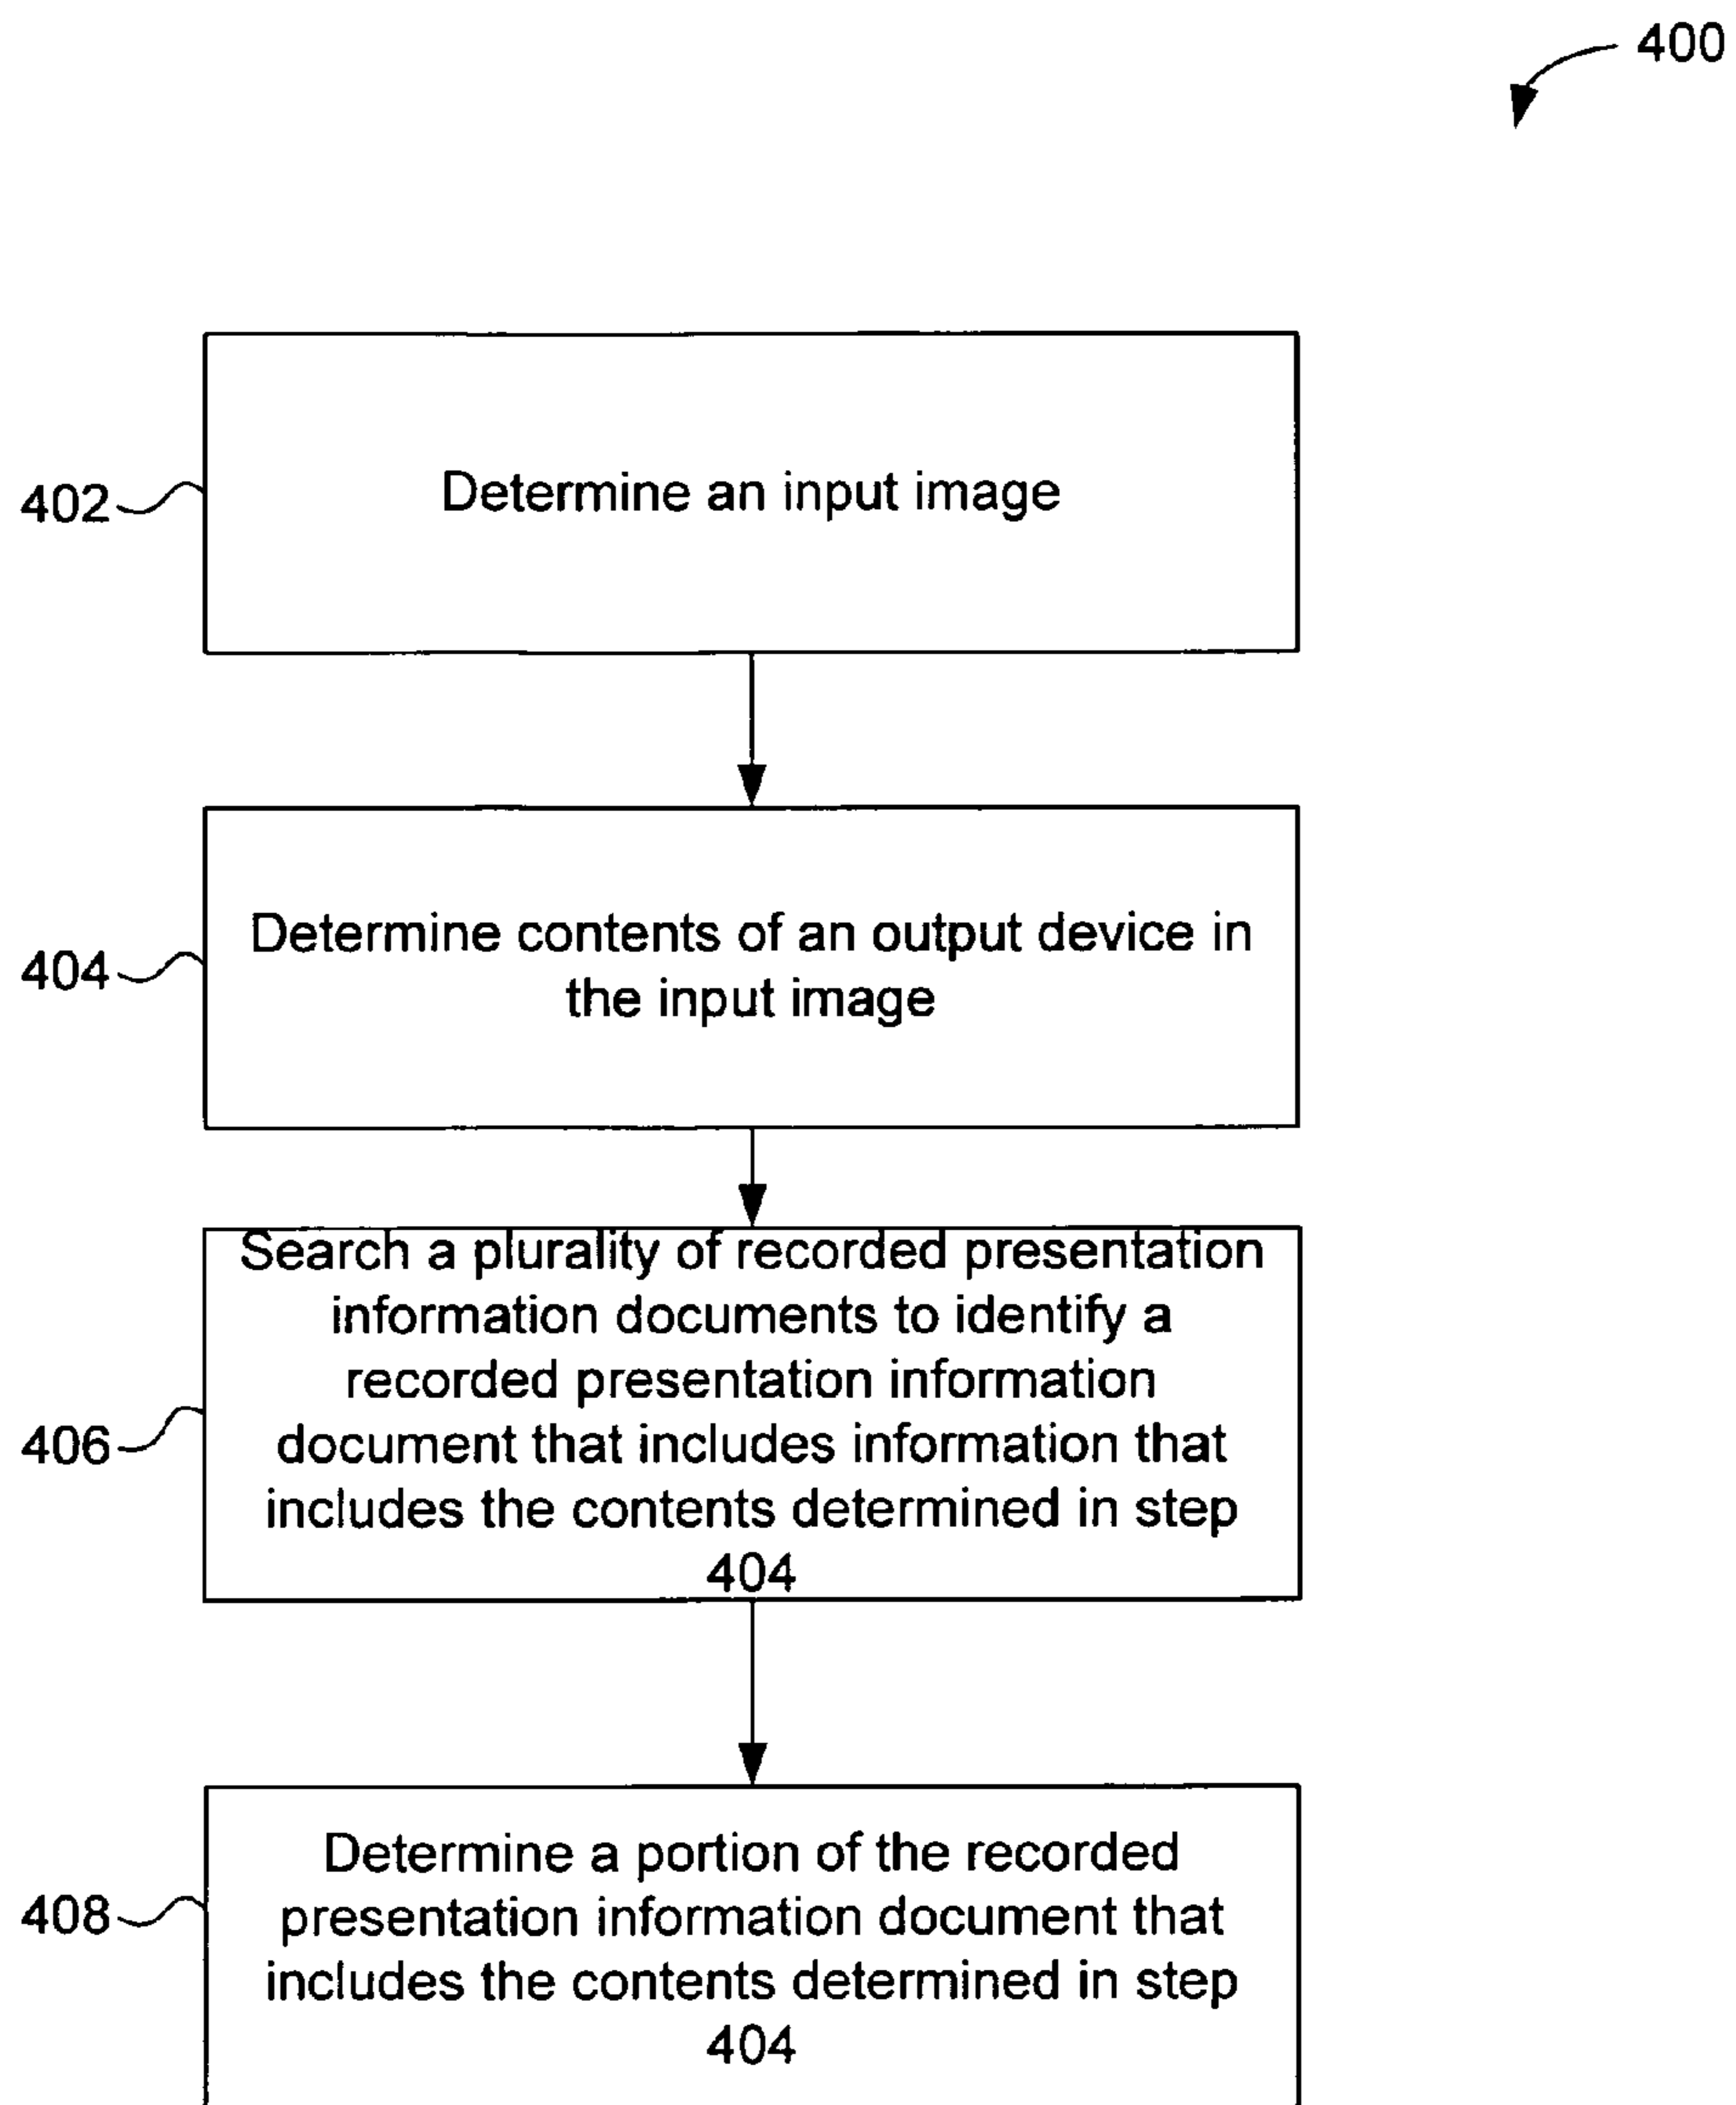 400
402
Determine an input image
404
Determine contents of an output device in
the input image
406
Search a plurality of recorded presentation
information documents to identify a
recorded presentation information
document that includes information that
includes the contents determined in step
404
408
Determine a portion of the recorded
presentation information document that
includes the contents determined in step
404